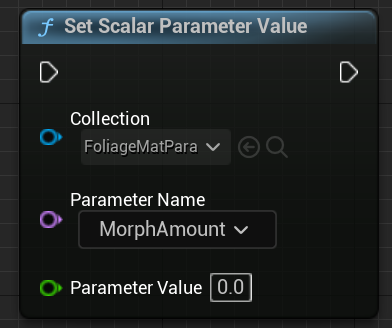 f Set Scalar Parameter Value
Collection
FoliageMatPara
Parameter Name
MorphAmount
Parameter Value 0.0